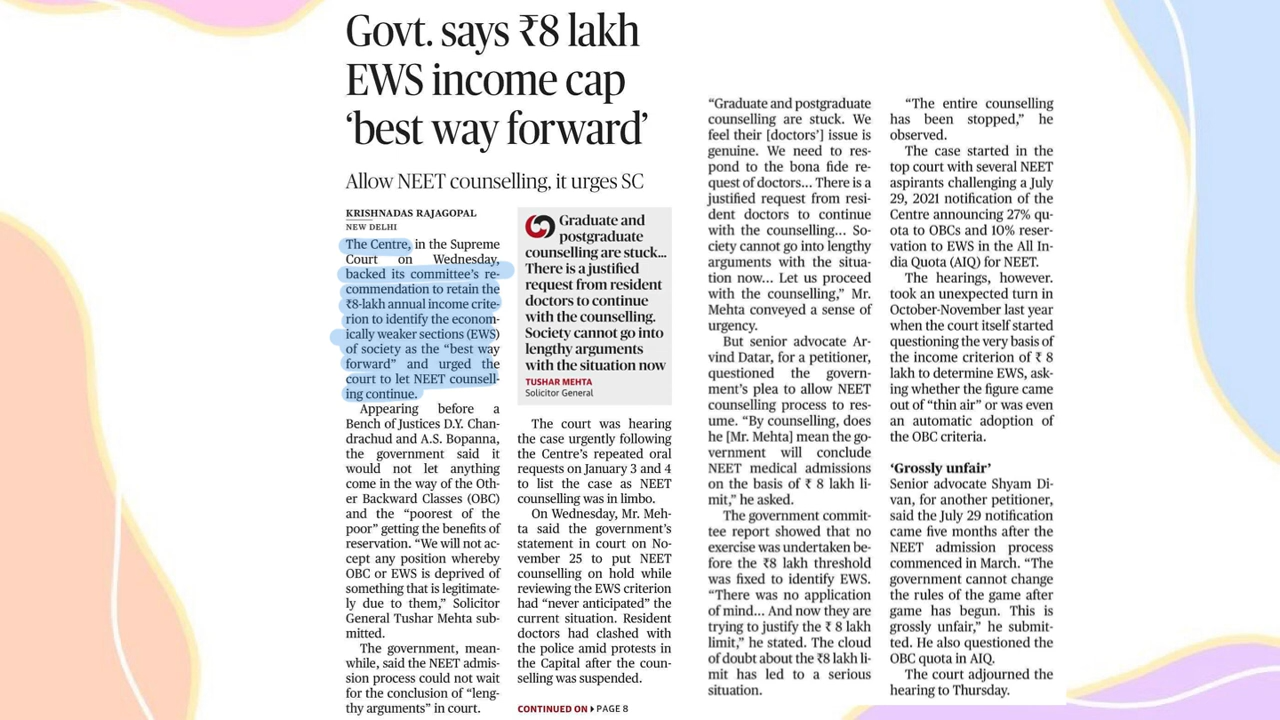 Govt. says ₹8 lakh
EWS income cap
‘best way forward’
Allow NEET counselling, it urges SC
KRISHNADAS RAJAGOPAL
NEW DELHI
The Centre, in the Supreme
Court on Wednesday,
backed its committee’s re-
commendation to retain the
₹8-lakh annual income crite-
rion to identify the econom-
ically weaker sections (EWS)
of society as the “best way
forward” and urged the
court to let NEET counsell-
ing continue.
Appearing before a
Bench of Justices D.Y. Chan-
drachud and A.S. Bopanna,
the government said it
would not let anything
come in the way of the Oth-
er Backward Classes (OBC)
and the “poorest of the
poor” getting the benefits of
reservation. “We will not ac-
cept any position whereby
OBC or EWS is deprived of
something that is legitimate-
ly due to them,” Solicitor
General Tushar Mehta sub-
mitted.
The government, mean-
while, said the NEET admis-
sion process could not wait
for the conclusion of “leng-
thy arguments” in court.
Graduate and
postgraduate
counselling are stuck...
There is a justified
request from resident
doctors to continue
with the counselling.
Society cannot go into
lengthy arguments
with the situation now
TUSHAR MEHTA
Solicitor General
The court was hearing
the case urgently following
the Centre’s repeated oral
requests on January 3 and 4
to list the case as NEET
counselling was in limbo.
On Wednesday, Mr. Meh-
ta said the government’s
statement in court on No-
vember 25 to put NEET
counselling on hold while
reviewing the EWS criterion
had “never anticipated” the
current situation. Resident
doctors had clashed with
the police amid protests in
the Capital after the coun-
selling was suspended.
CONTINUED ON PAGE 8
“Graduate and postgraduate
counselling are stuck. We
feel their [doctors’] issue is
genuine. We need to res-
pond to the bona fide re-
quest of doctors... There is a
justified request from resi-
dent doctors to continue
with the counselling... So-
ciety cannot go into lengthy
arguments with the situa-
tion now... Let us proceed
with the counselling,” Mr.
Mehta conveyed a sense of
urgency.
But senior advocate Ar-
vind Datar, for a petitioner,
questioned the govern-
ment’s plea to allow NEET
counselling process to res-
ume. “By counselling, does
he [Mr. Mehta] mean the go-
vernment will conclude
NEET medical admissions
on the basis of ₹ 8 lakh li-
mit,” he asked.
The government commit-
tee report showed that no
exercise was undertaken be-
fore the ₹8 lakh threshold
was fixed to identify EWS.
“There was no application
of mind... And now they are
trying to justify the ₹ 8 lakh
limit,” he stated. The cloud
of doubt about the ₹8 lakh li-
mit has led to a serious
situation.
“The entire counselling
has been stopped,” he
observed.
The case started in the
top court with several NEET
aspirants challenging a July
29, 2021 notification of the
Centre announcing 27% qu-
ota to OBCs and 10% reser-
vation to EWS in the All In-
dia Quota (AIQ) for NEET.
The hearings, however.
took an unexpected turn in
October-November last year
when the court itself started
questioning the very basis of
the income criterion of ₹ 8
lakh to determine EWS, ask-
ing whether the figure came
out of “thin air” or was even
an automatic adoption of
the OBC criteria.
‘Grossly unfair’
Senior advocate Shyam Di-
van, for another petitioner,
said the July 29 notification
came five months after the
NEET admission process
commenced in March. “The
government cannot change
the rules of the game after
game has begun. This is
grossly unfair,” he submit-
ted. He also questioned the
OBC quota in AIQ.
The court adjourned the
hearing to Thursday.